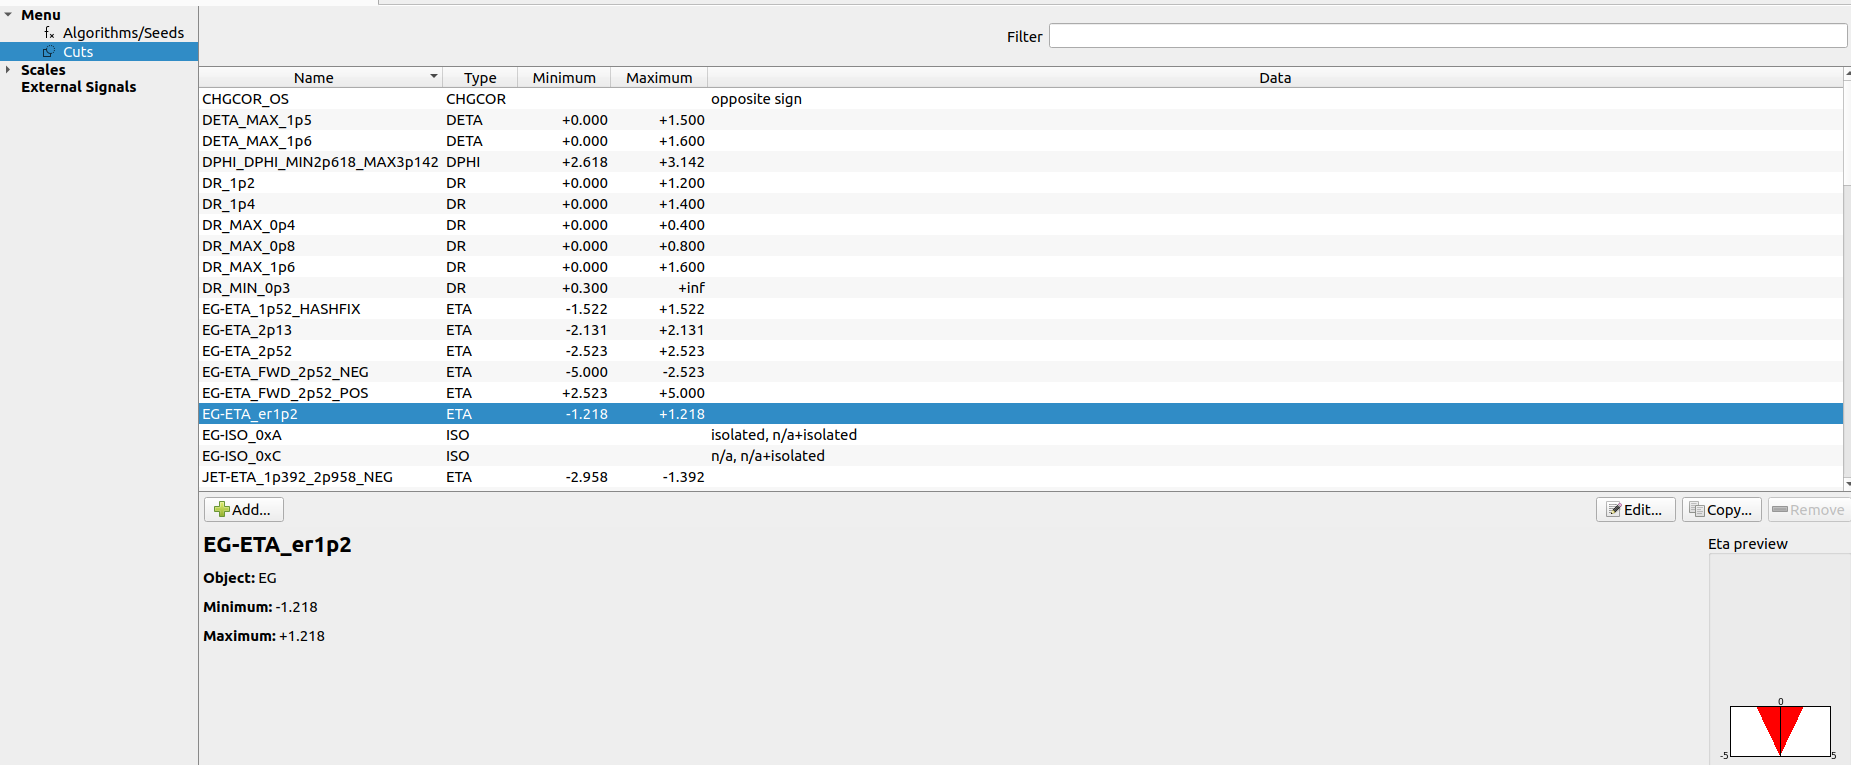 Menu
Algorithms/Seeds
Cuts
Scales
External Signals
Filter
Name Type Minimum Maximum Data
CHGCOR_OS CHGCOR opposite sign
DETA_MAX_1p5 DETA +0.000 +1.500
DETA_MAX_1p6 DETA +0.000 +1.600
DPHI_DPHI_MIN2p618_MAX3p142 DPHI +2.618 +3.142
DR_1p2 DR +0.000 +1.200
DR_1p4 DR +0.000 +1.400
DR_MAX_0p4 DR +0.000 +0.400
DR_MAX_0p8 DR +0.000 +0.800
DR_MAX_1p6 DR +0.000 +1.600
DR_MIN_0p3 DR +0.300 +inf
EG-ETA_1p52_HASHFIX ETA -1.522 +1.522
EG-ETA_2p13 ETA -2.131 +2.131
EG-ETA_2p52 ETA -2.523 +2.523
EG-ETA_FWD_2p52_NEG ETA -5.000 -2.523
EG-ETA_FWD_2p52_POS ETA +2.523 +5.000
EG-ETA_er1p2 ETA -1.218 +1.218
EG-ISO_0xA ISO isolated, n/a+isolated
EG-ISO_0xC ISO n/a, n/a+isolated
JET-ETA_1p392_2p958_NEG ETA -2.958 -1.392
Add... Edit... Copy... Remove
EG-ETA_er1p2
Object: EG
Minimum: -1.218
Maximum: +1.218
Eta preview
0
-5 5